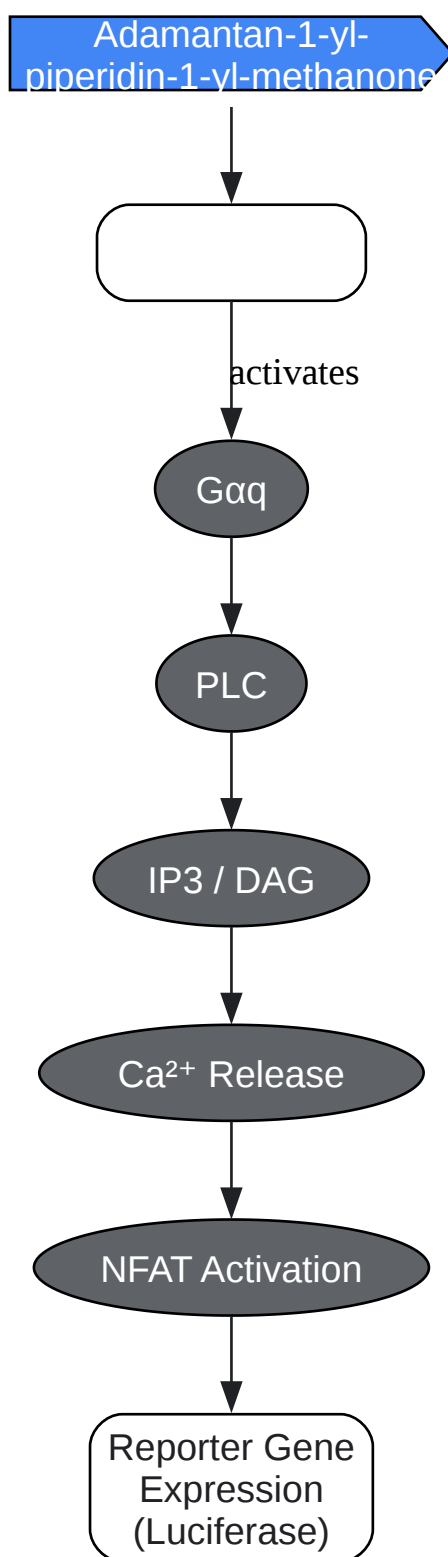 Adamantan-1-yl-
piperidin-1-yl-methanone
activates
Gαq
PLC
IP3 / DAG
Ca²⁺ Release
NFAT Activation
Reporter Gene
Expression
(Luciferase)